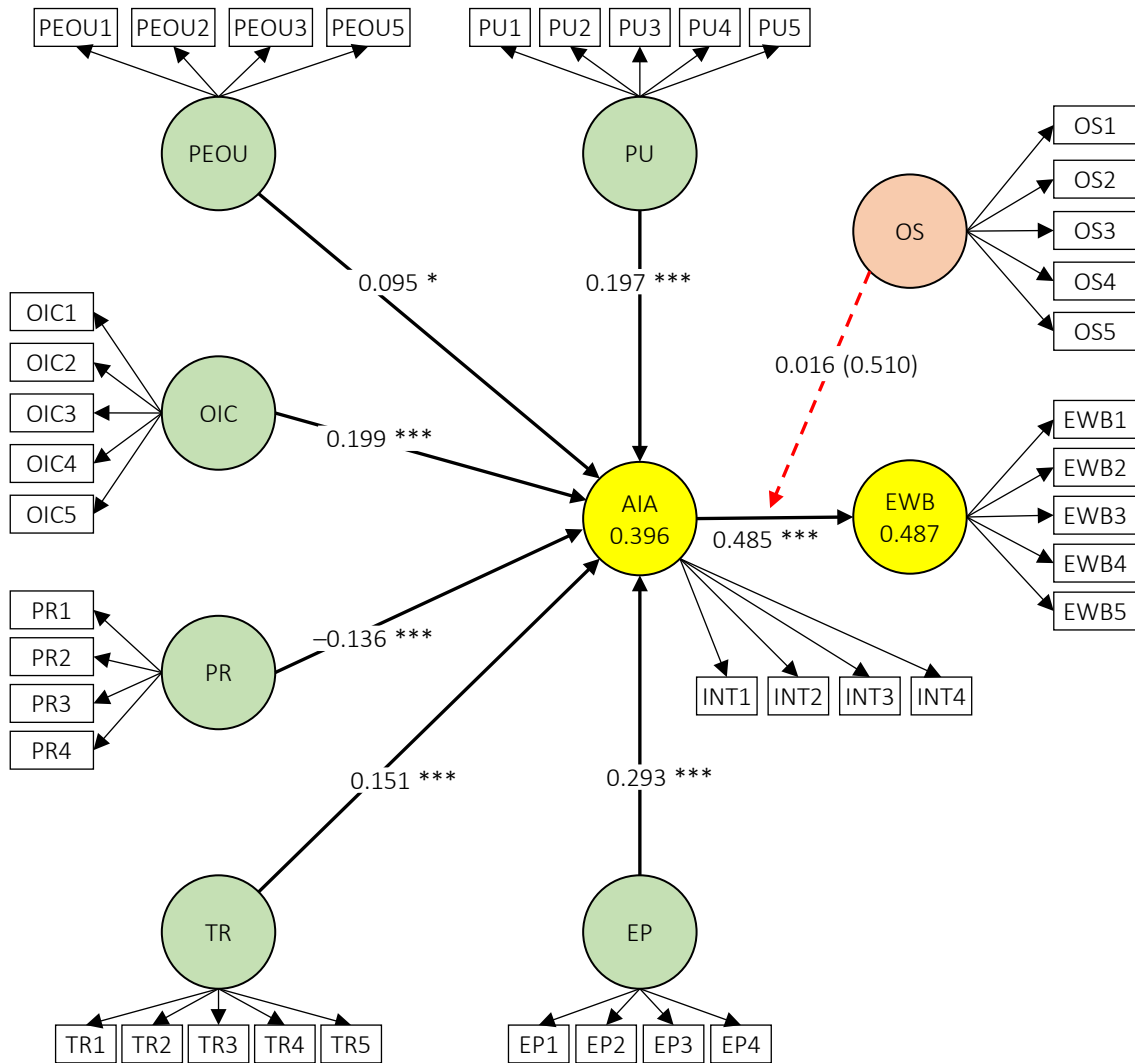 PEOU1 PEOU2 PEOU3 PEOU5
PU1 PU2 PU3 PU4 PU5
PEOU
PU
OS1
OS2
OS3
OS4
OS5
OS
0.095 *
0.197 ***
0.016 (0.510)
OIC1
OIC2
OIC3
OIC4
OIC5
OIC
0.199 ***
AIA
0.396
0.485 ***
EWB
0.487
EWB1
EWB2
EWB3
EWB4
EWB5
PR1
PR2
PR3
PR4
PR
–0.136 ***
INT1 INT2 INT3 INT4
0.151 ***
0.293 ***
TR
EP
TR1 TR2 TR3 TR4 TR5
EP1 EP2 EP3 EP4